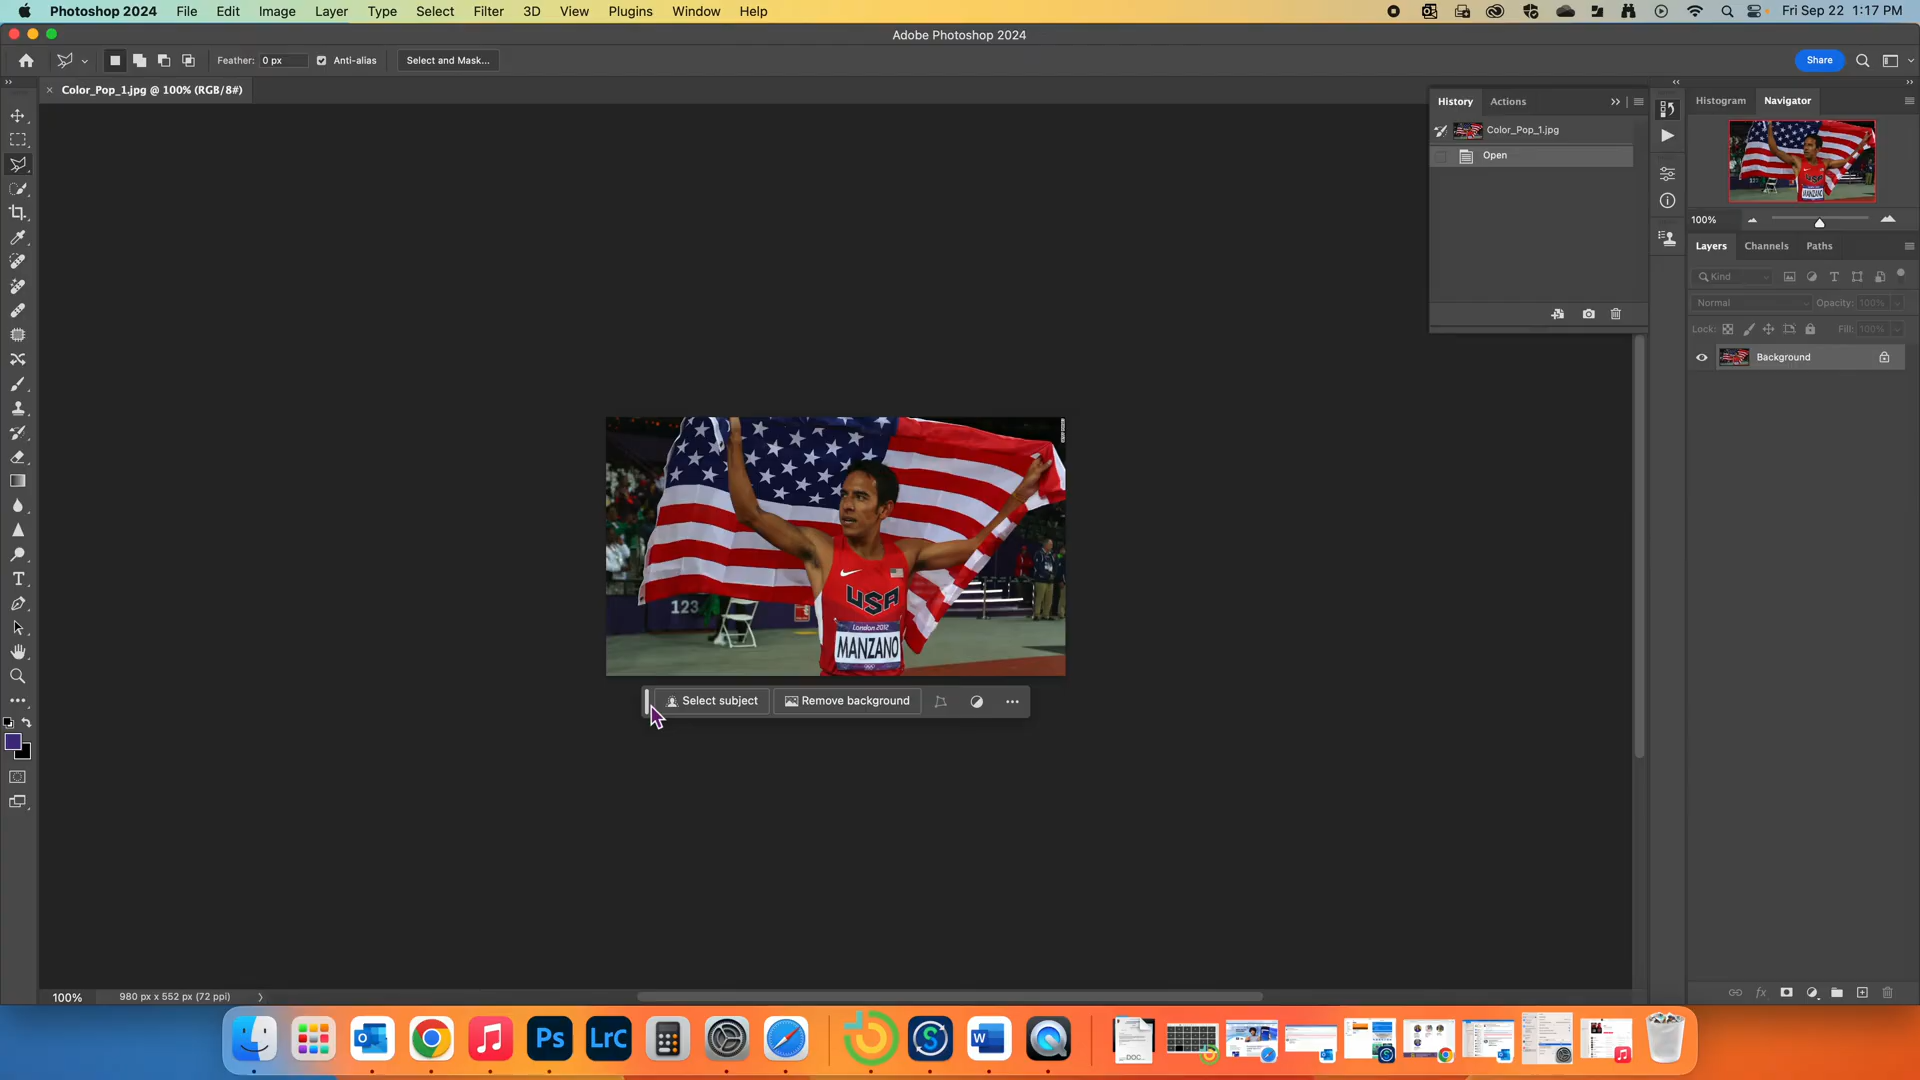 Photoshop 2024 File Edit Image Layer Type Select Filter 3D View Plugins Window Help Fri Sep 22 1:17 PM
Adobe Photoshop 2024
Feather: 0 px Anti-alias Select and Mask... Share
Color_Pop_1.jpg @ 100% (RGB/8#)
History Actions
Color_Pop_1.jpg
Open
Histogram Navigator
100%
Layers Channels Paths
Kind
Normal Opacity: 100%
Lock: Fill: 100%
Background
123
USA
London 2012
MANZANO
Select subject Remove background
100% 980 px x 552 px (72 ppi)
Ps LrC
DOC